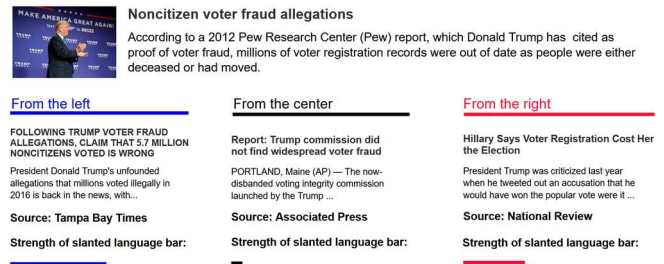 MAKE AMERICA GREAT AGAIN!
Noncitizen voter fraud allegations
According to a 2012 Pew Research Center (Pew) report, which Donald Trump has cited as
proof of voter fraud, millions of voter registration records were out of date as people were either
deceased or had moved.
From the left
FOLLOWING TRUMP VOTER FRAUD
ALLEGATIONS, CLAIM THAT 5.7 MILLION
NONCITIZENS VOTED IS WRONG
President Donald Trump's unfounded
allegations that millions voted illegally in
2016 is back in the news, with...
Source: Tampa Bay Times
Strength of slanted language bar:
From the center
Report: Trump commission did
not find widespread voter fraud
PORTLAND, Maine (AP) — The now-
disbanded voting integrity commission
launched by the Trump ...
Source: Associated Press
Strength of slanted language bar:
From the right
Hillary Says Voter Registration Cost Her
the Election
President Trump was criticized last year
when he tweeted out an accusation that he
would have won the popular vote were it ...
Source: National Review
Strength of slanted language bar: